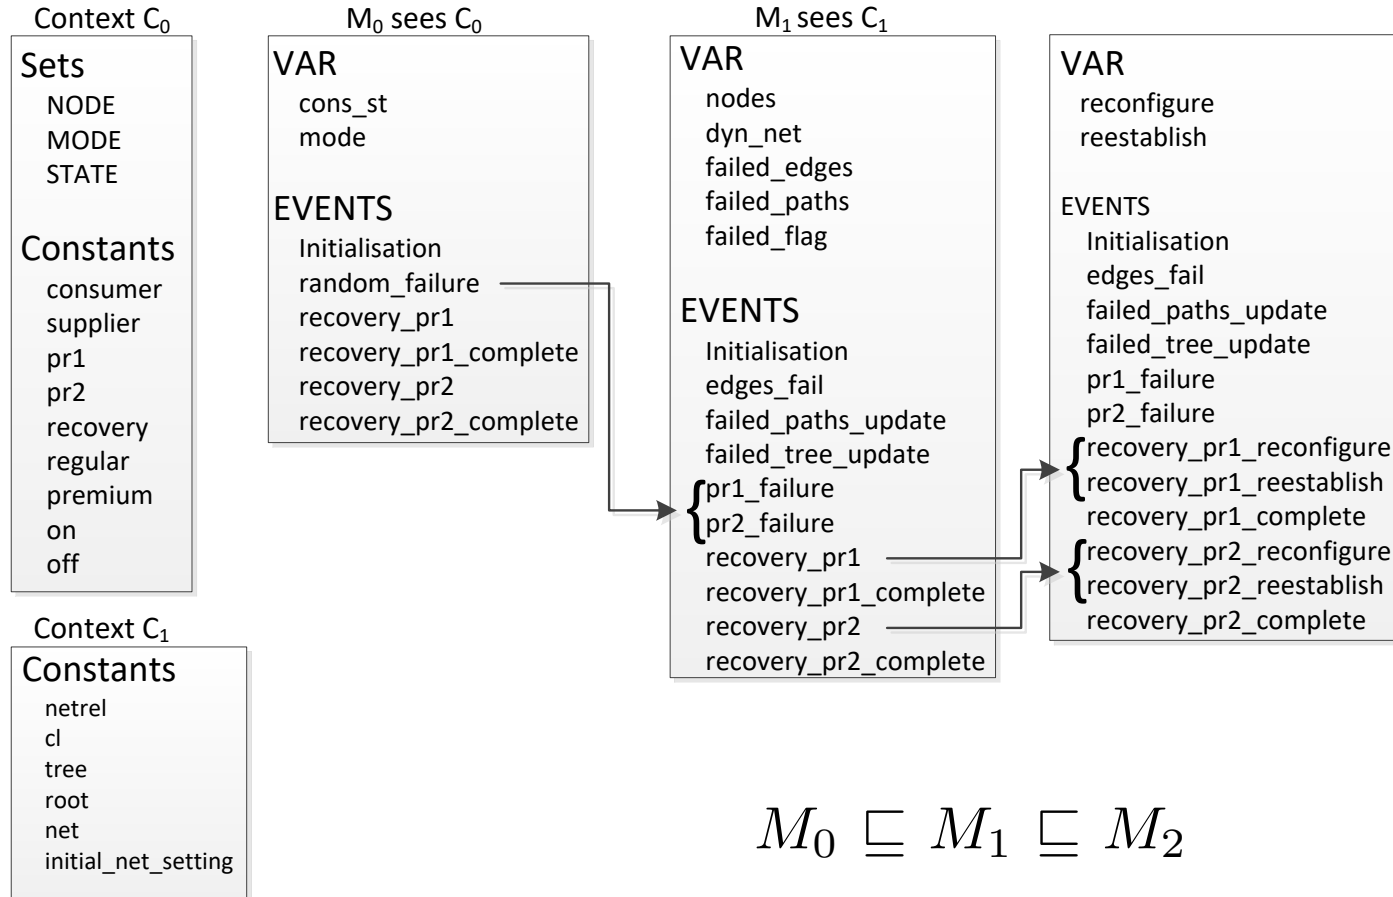 Context C₀
Sets
NODE
MODE
STATE
Constants
consumer
supplier
pr1
pr2
recovery
regular
premium
on
off
Context C₁
Constants
netrel
cl
tree
root
net
initial_net_setting
M₀ sees C₀
VAR
cons_st
mode
EVENTS
Initialisation
random_failure
recovery_pr1
recovery_pr1_complete
recovery_pr2
recovery_pr2_complete
M₁ sees C₁
VAR
nodes
dyn_net
failed_edges
failed_paths
failed_flag
EVENTS
Initialisation
edges_fail
failed_paths_update
failed_tree_update
{pr1_failure
pr2_failure
recovery_pr1
recovery_pr1_complete
recovery_pr2
recovery_pr2_complete
VAR
reconfigure
reestablish
EVENTS
Initialisation
edges_fail
failed_paths_update
failed_tree_update
pr1_failure
pr2_failure
{recovery_pr1_reconfigure
recovery_pr1_reestablish
recovery_pr1_complete
{recovery_pr2_reconfigure
recovery_pr2_reestablish
recovery_pr2_complete
M₀ ⊑ M₁ ⊑ M₂